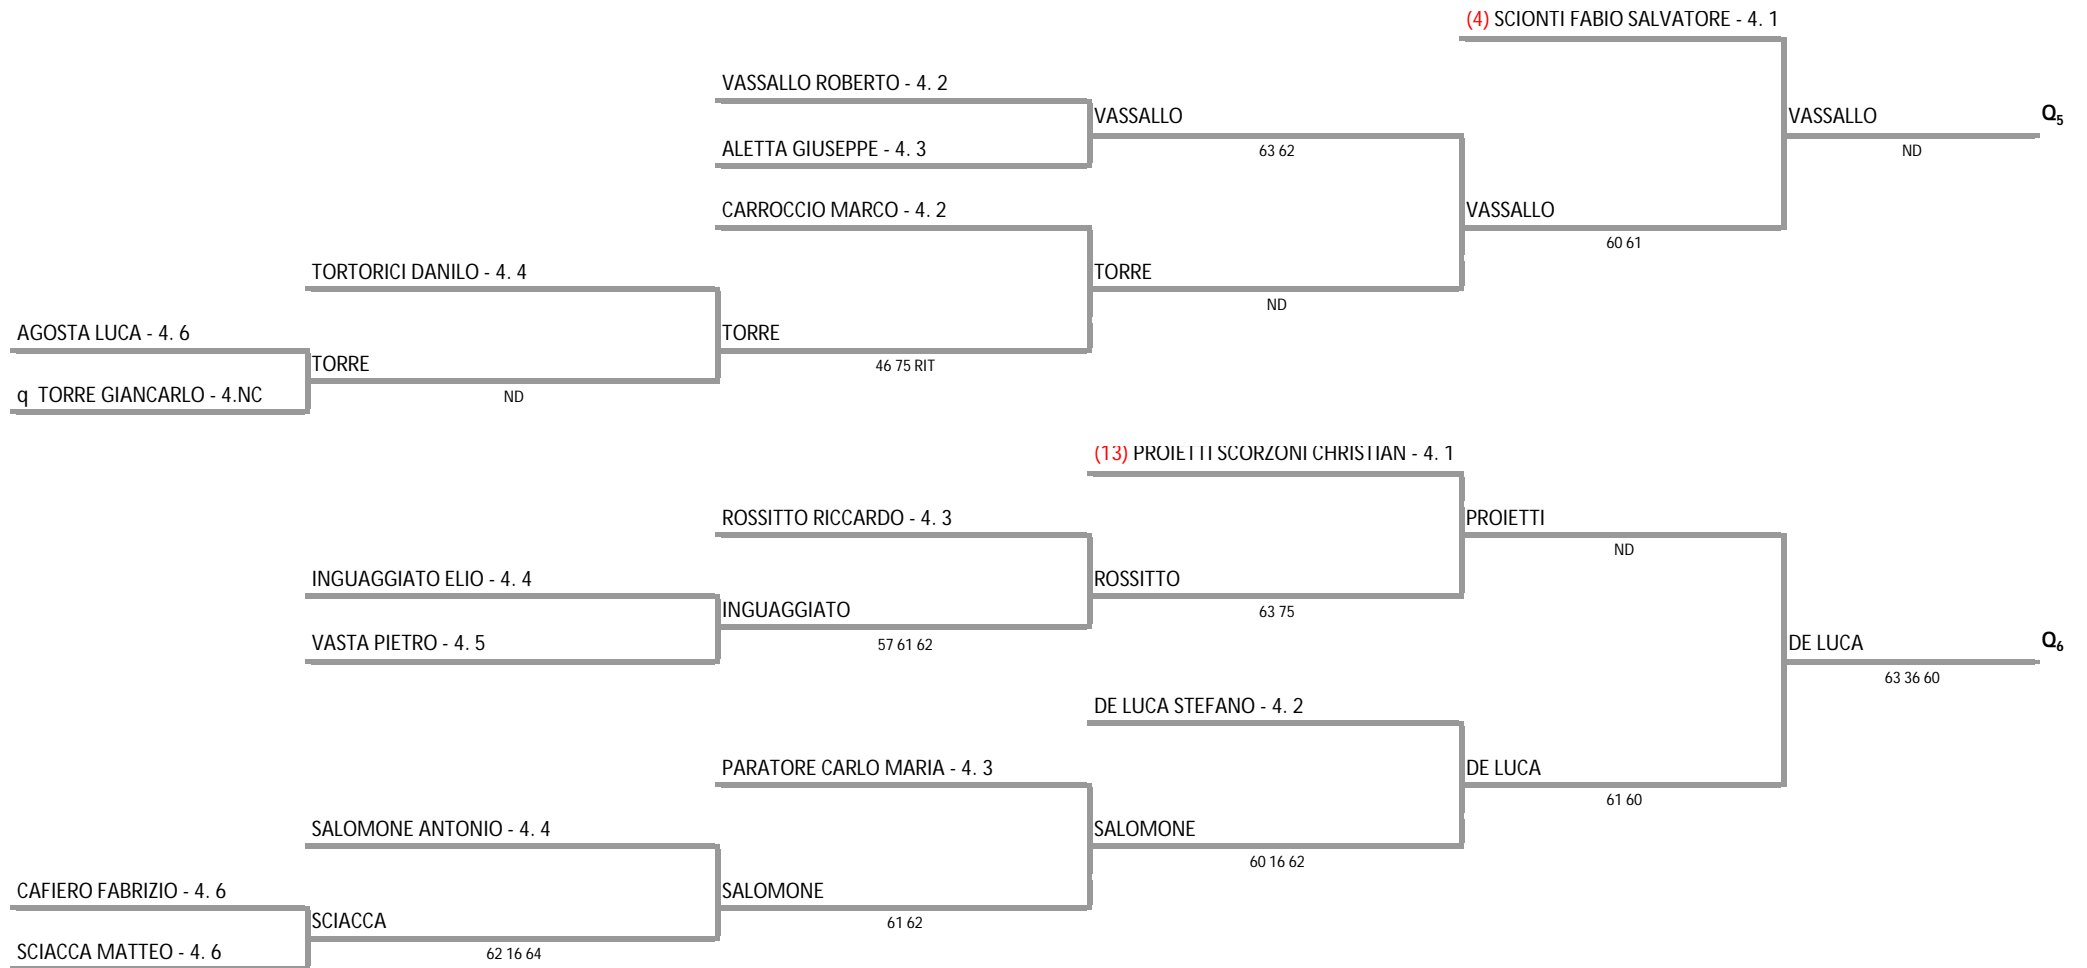 (4) SCIONTI FABIO SALVATORE - 4. 1
VASSALLO ROBERTO - 4. 2
VASSALLO
VASSALLO
Q5
ALETTA GIUSEPPE - 4. 3
63 62
ND
CARROCCIO MARCO - 4. 2
VASSALLO
60 61
TORTORICI DANILO - 4. 4
TORRE
ND
AGOSTA LUCA - 4. 6
TORRE
TORRE
46 75 RIT
q TORRE GIANCARLO - 4.NC
ND
(13) PROIETTI SCORZONI CHRISTIAN - 4. 1
ROSSITTO RICCARDO - 4. 3
PROIETTI
ND
INGUAGGIATO ELIO - 4. 4
ROSSITTO
INGUAGGIATO
63 75
VASTA PIETRO - 4. 5
57 61 62
DE LUCA
Q6
63 36 60
DE LUCA STEFANO - 4. 2
PARATORE CARLO MARIA - 4. 3
DE LUCA
61 60
SALOMONE ANTONIO - 4. 4
SALOMONE
60 16 62
CAFIERO FABRIZIO - 4. 6
SALOMONE
SCIACCA
61 62
SCIACCA MATTEO - 4. 6
62 16 64